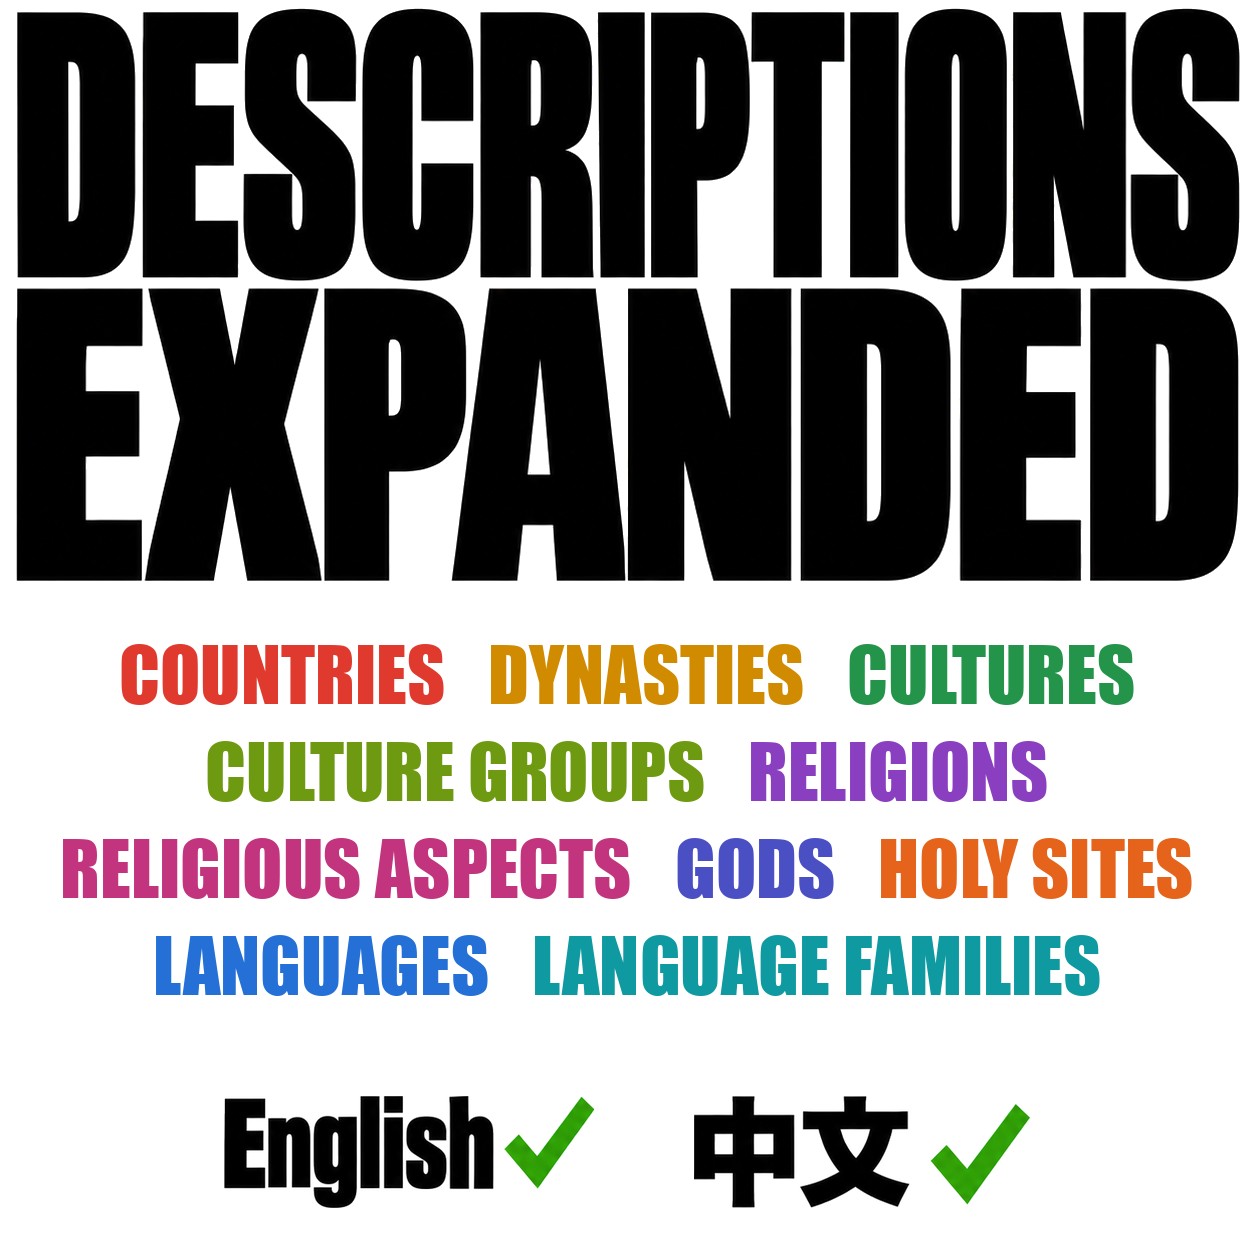 DESCRIPTIONS
EXPANDED
COUNTRIES DYNASTIES CULTURES
CULTURE GROUPS RELIGIONS
RELIGIOUS ASPECTS GODS HOLY SITES
LANGUAGES LANGUAGE FAMILIES
English 中文